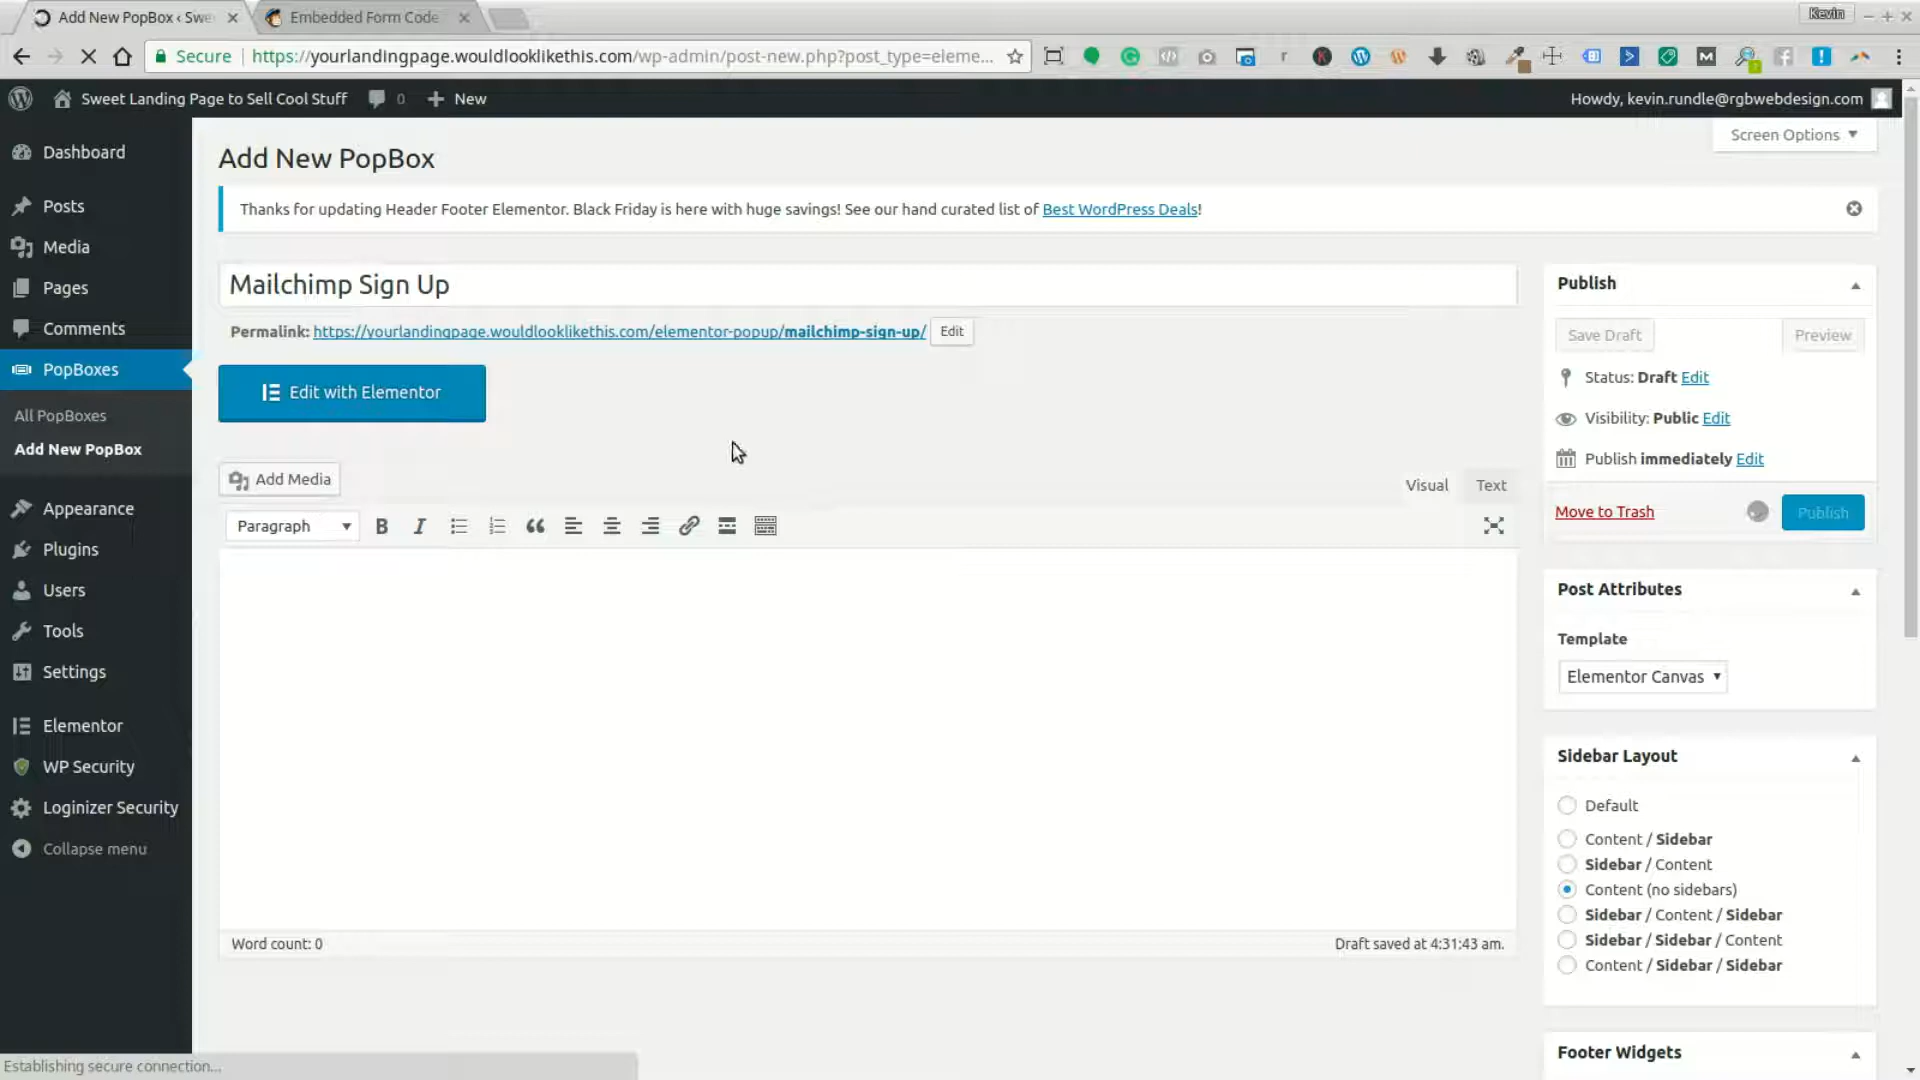 Add New PopBox ‹ Swe
Embedded Form Code
Kevin
Secure
https://yourlandingpage.wouldlooklikethis.com/wp-admin/post-new.php?post_type=eleme...
Sweet Landing Page to Sell Cool Stuff
0
New
Howdy, kevin.rundle@rgbwebdesign.com
Screen Options
Dashboard
Posts
Media
Pages
Comments
PopBoxes
All PopBoxes
Add New PopBox
Appearance
Plugins
Users
Tools
Settings
Elementor
WP Security
Loginizer Security
Collapse menu
Add New PopBox
Thanks for updating Header Footer Elementor. Black Friday is here with huge savings! See our hand curated list of Best WordPress Deals!
Mailchimp Sign Up
Permalink: https://yourlandingpage.wouldlooklikethis.com/elementor-popup/mailchimp-sign-up/ Edit
Edit with Elementor
Add Media
Visual
Text
Paragraph
B
I
Word count: 0
Draft saved at 4:31:43 am.
Publish
Save Draft
Preview
Status: Draft Edit
Visibility: Public Edit
Publish immediately Edit
Move to Trash
Publish
Post Attributes
Template
Elementor Canvas
Sidebar Layout
Default
Content / Sidebar
Sidebar / Content
Content (no sidebars)
Sidebar / Content / Sidebar
Sidebar / Sidebar / Content
Content / Sidebar / Sidebar
Footer Widgets
Establishing secure connection...